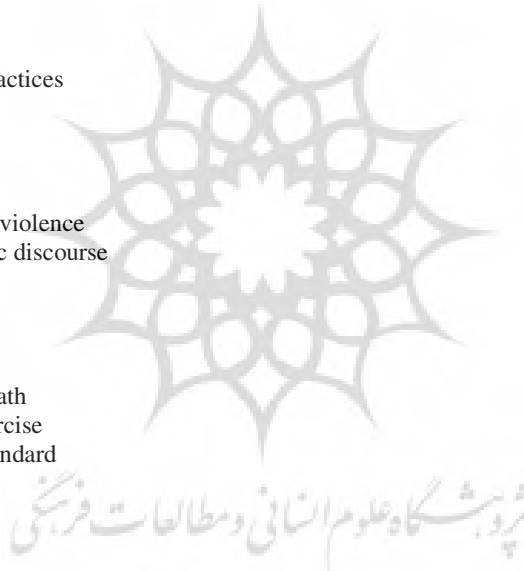 actices
violence
c discourse
ath
rcise
ndard
پژوهشگاه علوم انسانی و مطالعات فرهنگی